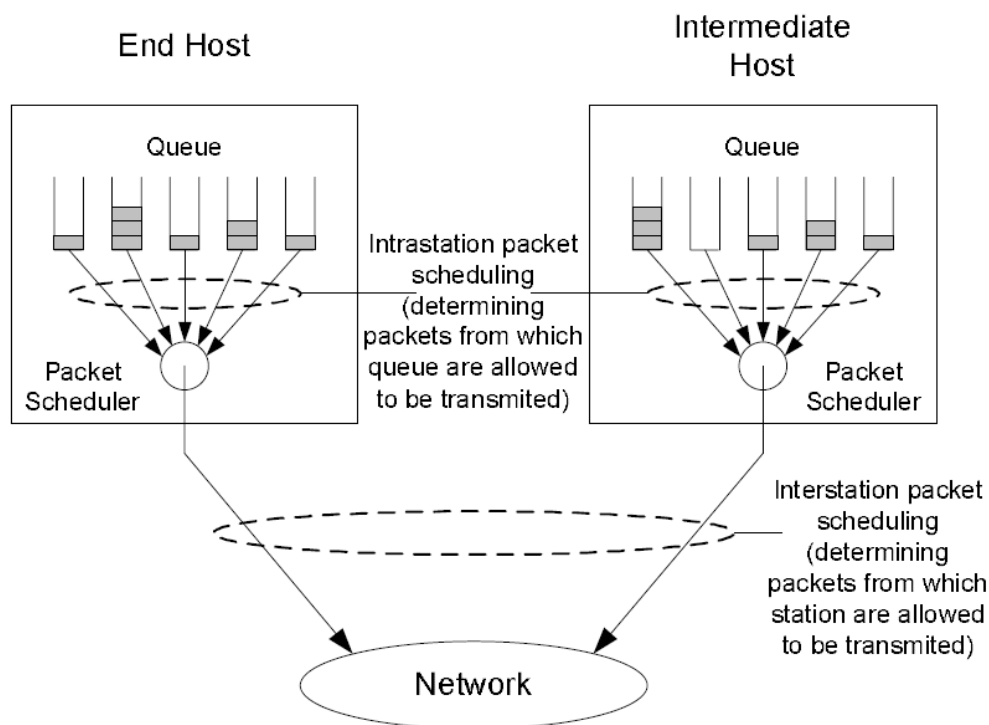 End Host
Intermediate
Host
Queue
Queue
Intrastation packet
scheduling
(determining
packets from which
queue are allowed
to be transmited)
Packet
Scheduler
Packet
Scheduler
Interstation packet
scheduling
(determining
packets from which
station are allowed
to be transmited)
Network